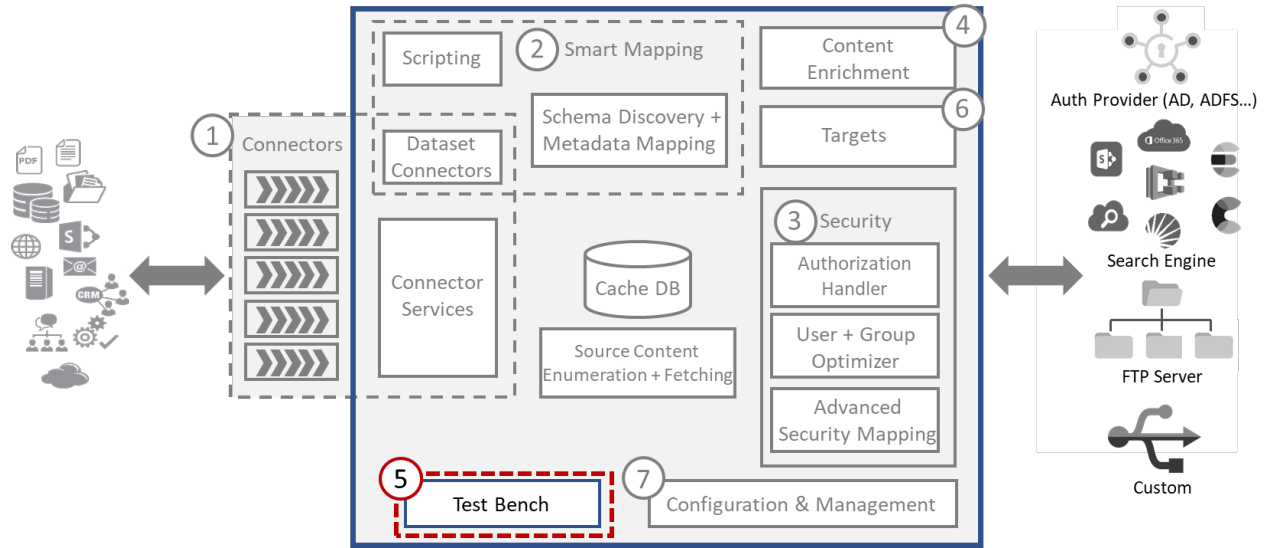 Scripting
2
Smart Mapping
Schema Discovery +
Metadata Mapping
Dataset
Connectors
1
Connectors
Connector
Services
Cache DB
Source Content
Enumeration + Fetching
4
Content
Enrichment
6
Targets
3
Security
Authorization
Handler
User + Group
Optimizer
Advanced
Security Mapping
5
Test Bench
7
Configuration & Management
PDF
S
@
CRM
Auth Provider (AD, ADFS...)
Office 365
S
Search Engine
FTP Server
Custom